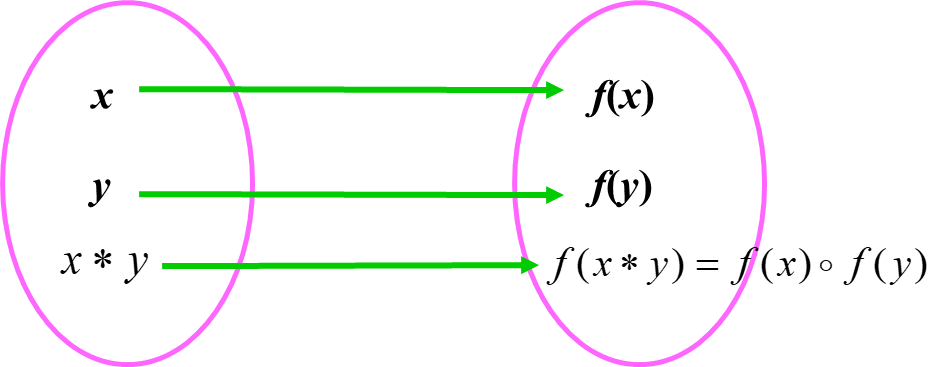 x f(x)
y f(y)
x * y f(x * y) = f(x) ∘ f(y)